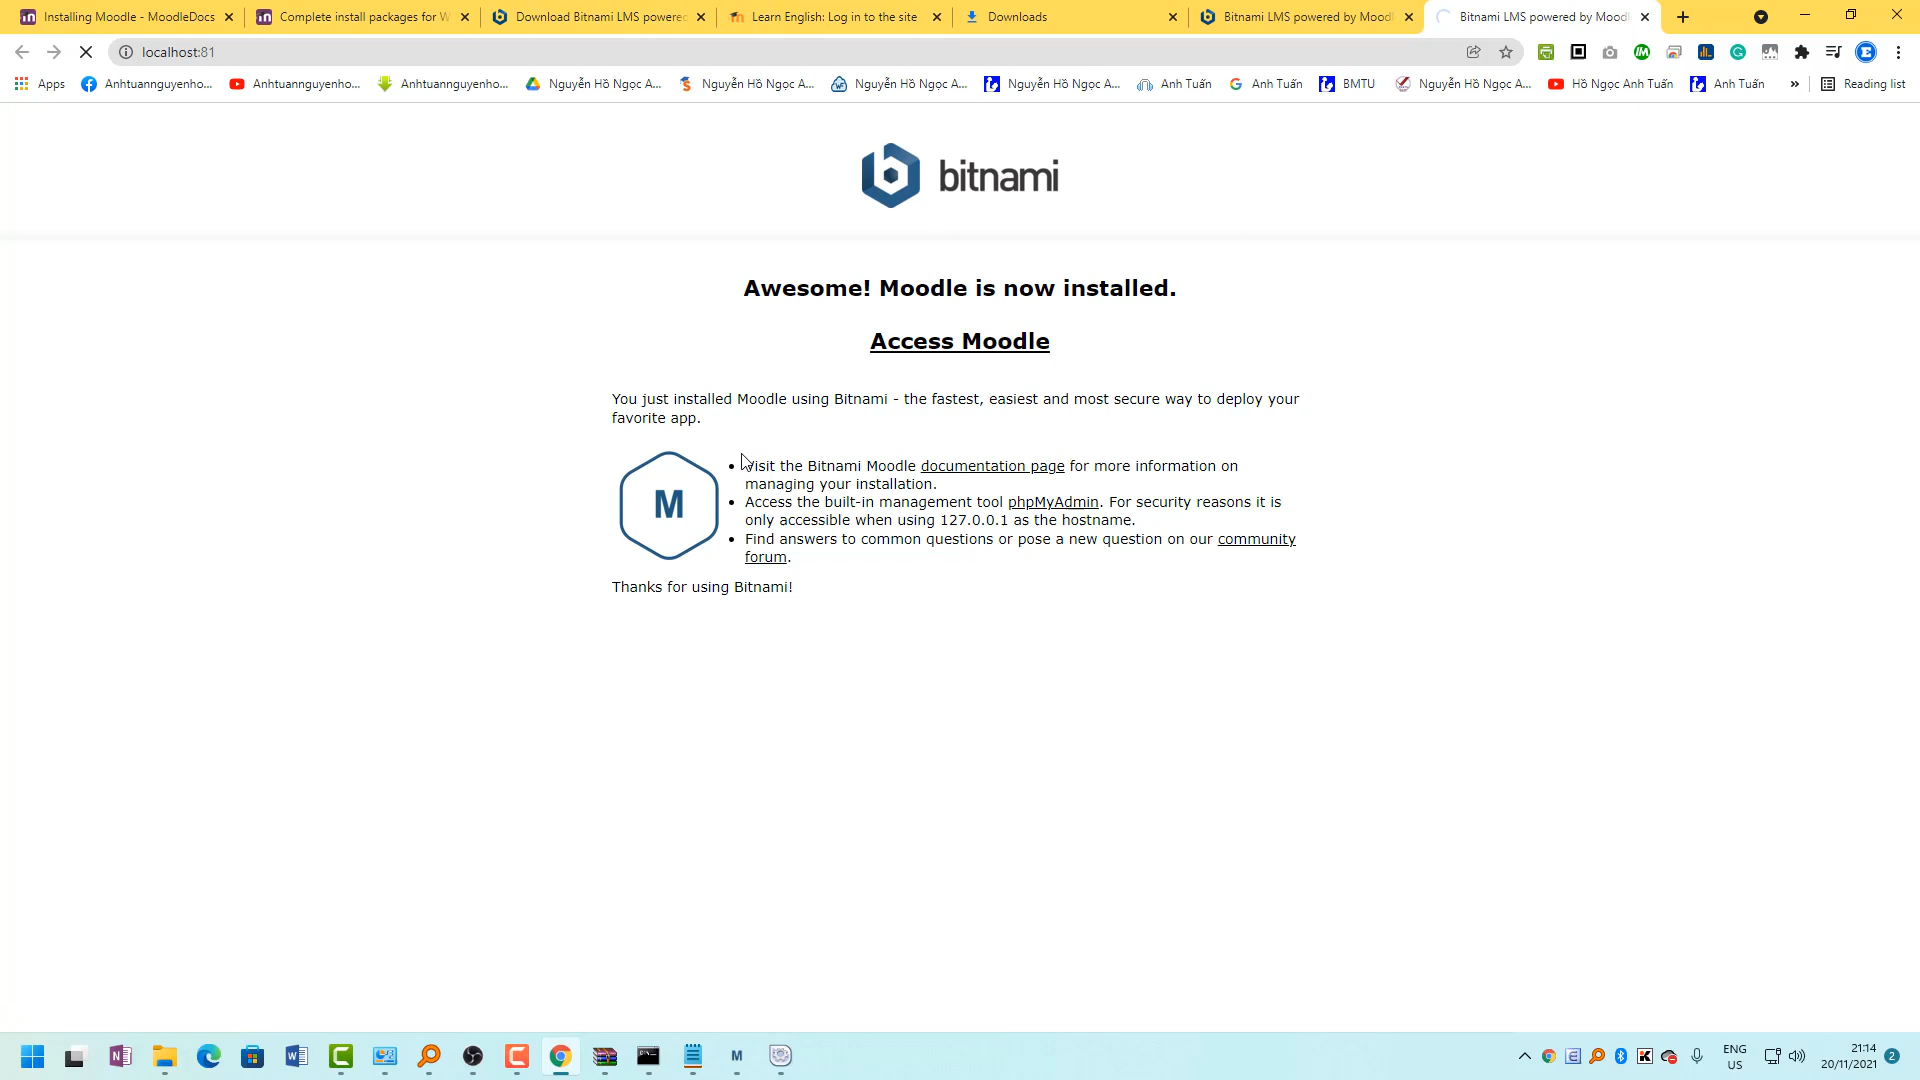 Installing Moodle - MoodleDocs
Complete install packages for W
Download Bitnami LMS powered
Learn English: Log in to the site
Downloads
Bitnami LMS powered by Moodl
Bitnami LMS powered by Moodl
localhost:81
Apps
Anhtuannguyenho...
Anhtuannguyenho...
Anhtuannguyenho...
Nguyễn Hồ Ngọc A...
Nguyễn Hồ Ngọc A...
Nguyễn Hồ Ngọc A...
Nguyễn Hồ Ngọc A...
Anh Tuấn
Anh Tuấn
BMTU
Nguyễn Hồ Ngọc A...
Hồ Ngọc Anh Tuấn
Anh Tuấn
»
Reading list
bitnami
Awesome! Moodle is now installed.
Access Moodle
You just installed Moodle using Bitnami - the fastest, easiest and most secure way to deploy your
favorite app.
M
Visit the Bitnami Moodle documentation page for more information on
managing your installation.
Access the built-in management tool phpMyAdmin. For security reasons it is
only accessible when using 127.0.0.1 as the hostname.
Find answers to common questions or pose a new question on our community
forum.
Thanks for using Bitnami!
ENG
US
21:14
20/11/2021
2